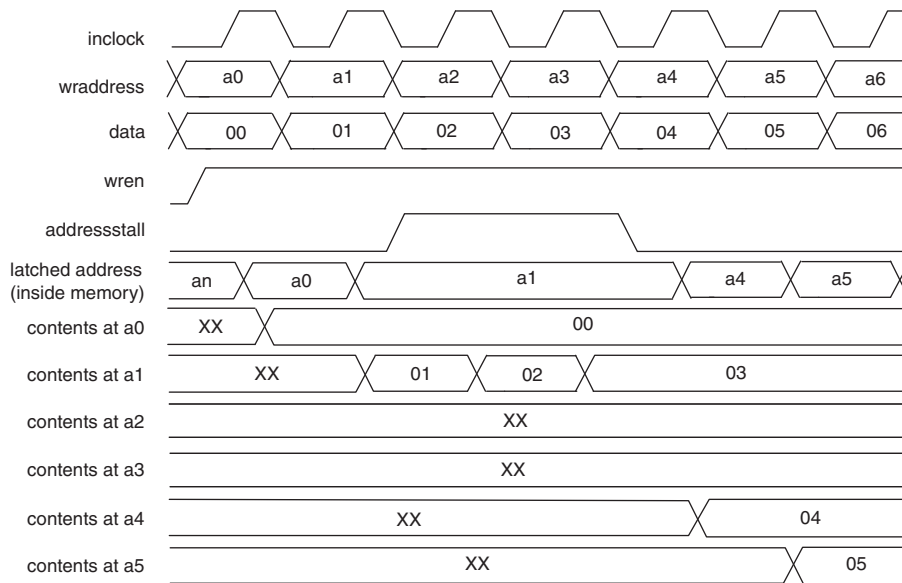 inclock
wraddress a0 a1 a2 a3 a4 a5 a6
data 00 01 02 03 04 05 06
wren
addressstall
latched address
(inside memory) an a0 a1 a4 a5
contents at a0 XX 00
contents at a1 XX 01 02 03
contents at a2 XX
contents at a3 XX
contents at a4 XX 04
contents at a5 XX 05